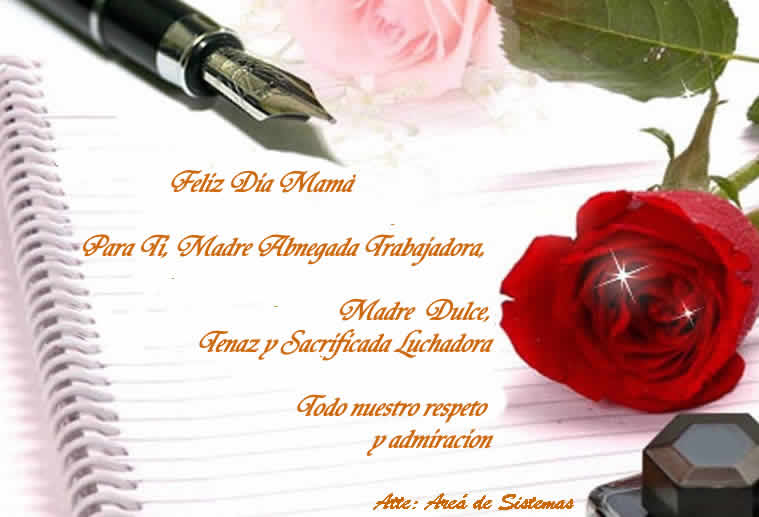 Feliz Día Mamá
Para Ti, Madre Abnegada Trabajadora,
Madre Dulce,
Tenaz y Sacrificada Luchadora
Todo nuestro respeto
y admiracion
Atte: Areá de Sistemas